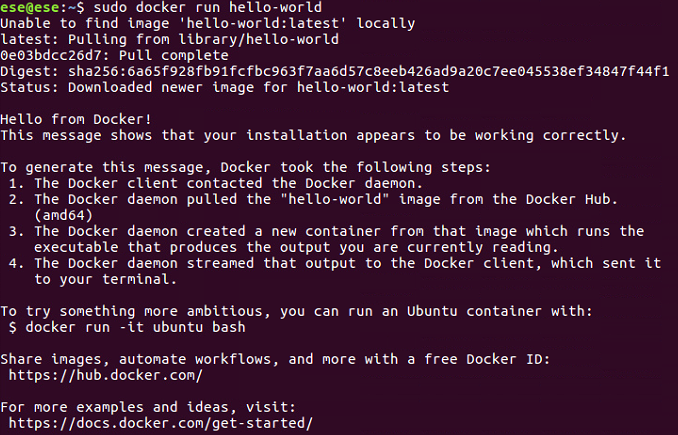 ese@ese:~$ sudo docker run hello-world
Unable to find image 'hello-world:latest' locally
latest: Pulling from library/hello-world
0e03bdcc26d7: Pull complete
Digest: sha256:6a65f928fb91fcfbc963f7aa6d57c8eeb426ad9a20c7ee045538ef34847f44f1
Status: Downloaded newer image for hello-world:latest

Hello from Docker!
This message shows that your installation appears to be working correctly.

To generate this message, Docker took the following steps:
 1. The Docker client contacted the Docker daemon.
 2. The Docker daemon pulled the "hello-world" image from the Docker Hub.
    (amd64)
 3. The Docker daemon created a new container from that image which runs the
    executable that produces the output you are currently reading.
 4. The Docker daemon streamed that output to the Docker client, which sent it
    to your terminal.

To try something more ambitious, you can run an Ubuntu container with:
 $ docker run -it ubuntu bash

Share images, automate workflows, and more with a free Docker ID:
 https://hub.docker.com/

For more examples and ideas, visit:
 https://docs.docker.com/get-started/